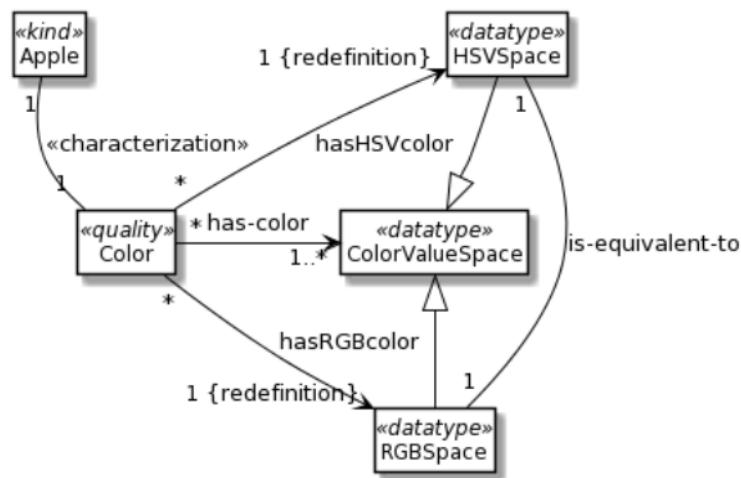 «kind»
Apple
«datatype»
HSVSpace
1 {redefinition}
1
1
«characterization»
hasHSVcolor
1
*
«quality»
Color
* has-color
1..*
«datatype»
ColorValueSpace
is-equivalent-to
*
hasRGBcolor
1 {redefinition}
1
«datatype»
RGBSpace